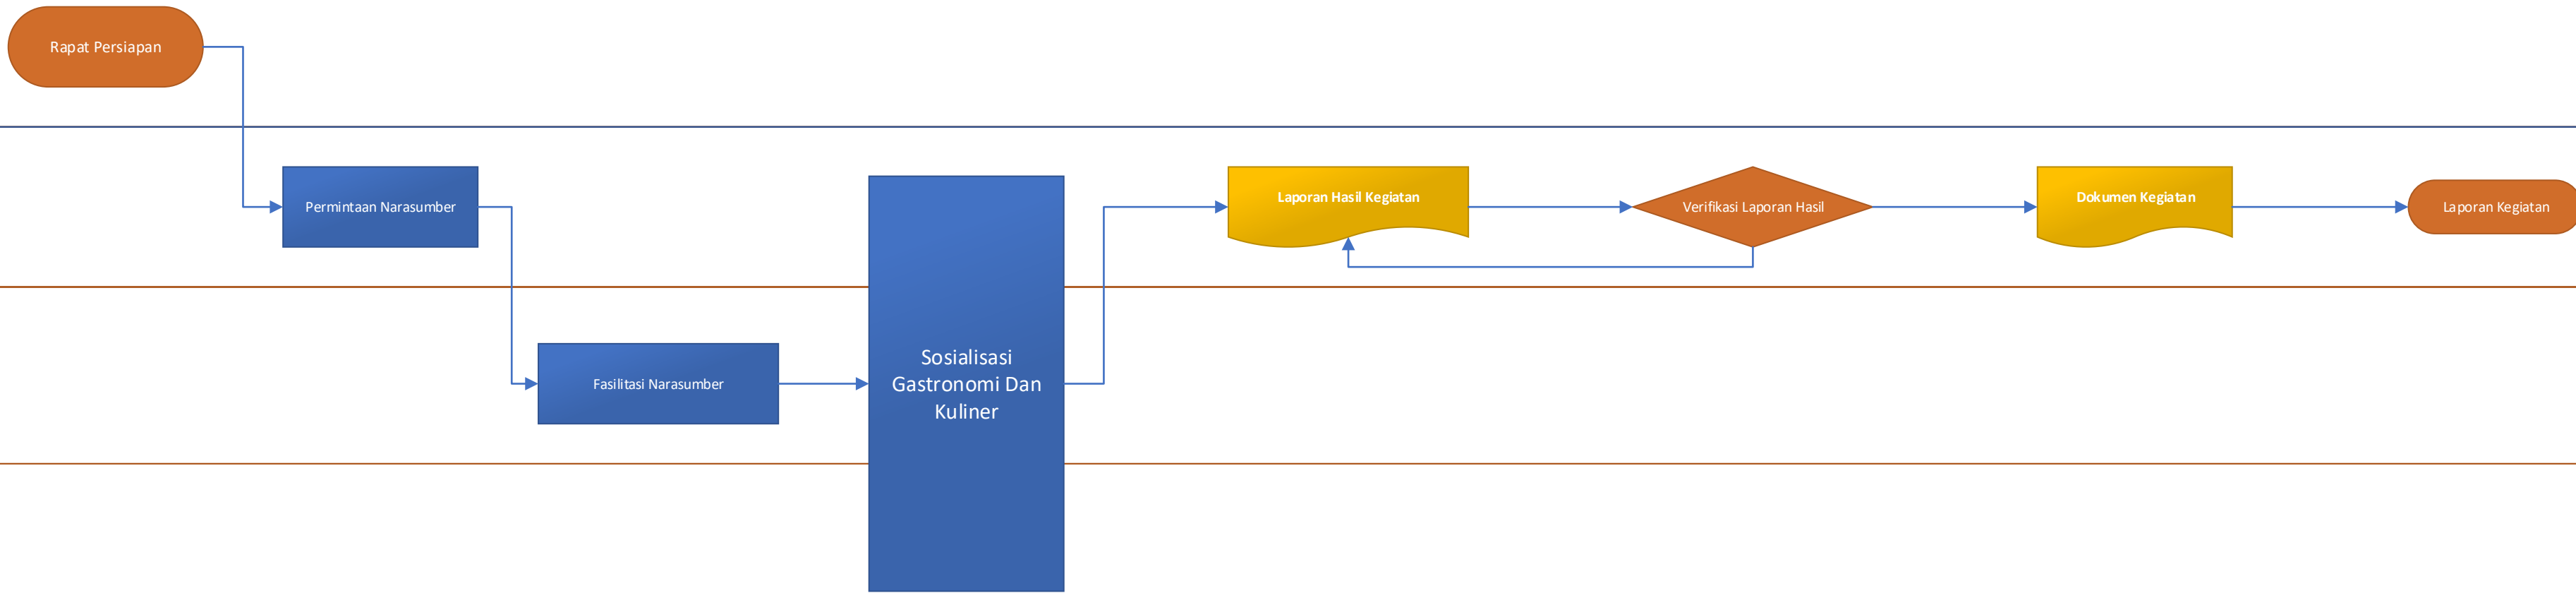 Rapat Persiapan
Permintaan Narasumber
Fasilitasi Narasumber
Sosialisasi
Gastronomi Dan
Kuliner
Laporan Hasil Kegiatan
Verifikasi Laporan Hasil
Dokumen Kegiatan
Laporan Kegiatan